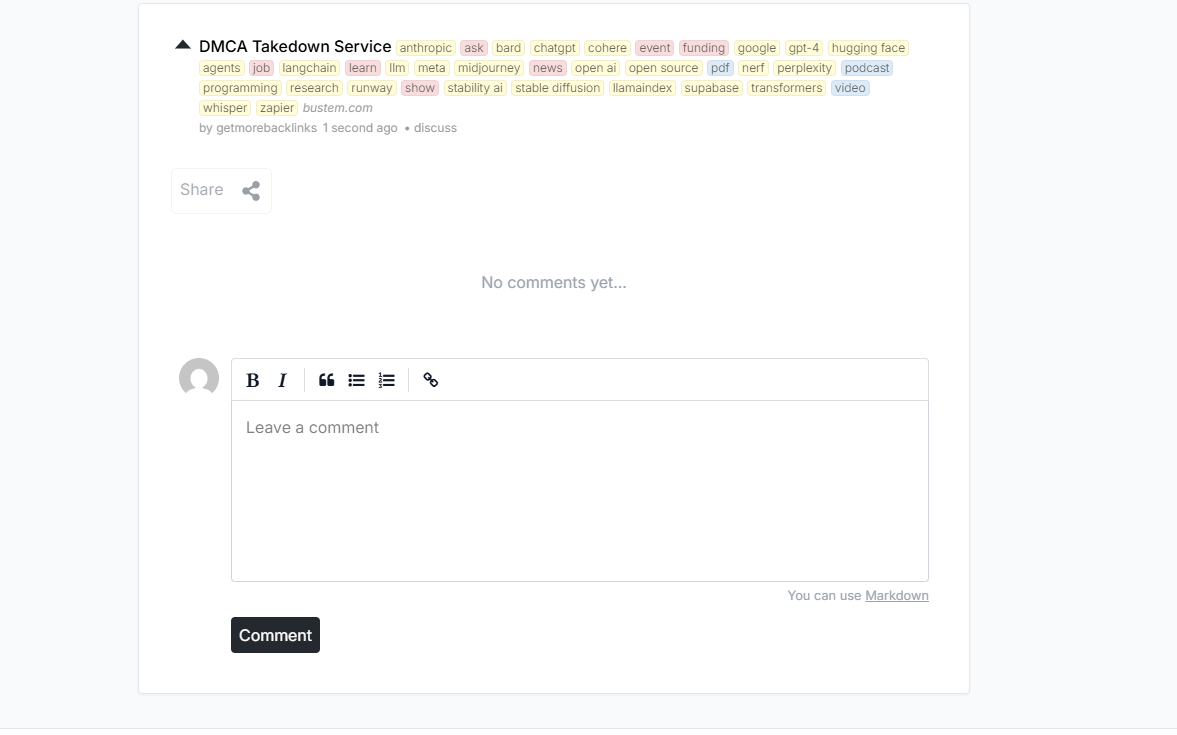 DMCA Takedown Service anthropic ask bard chatgpt cohere event funding google gpt-4 hugging face
agents job langchain learn llm meta midjourney news open ai open source pdf nerf perplexity podcast
programming research runway show stability ai stable diffusion llamaindex supabase transformers video
whisper zapier bustem.com
by getmorebacklinks 1 second ago • discuss
Share
No comments yet...
B I
Leave a comment
You can use Markdown
Comment